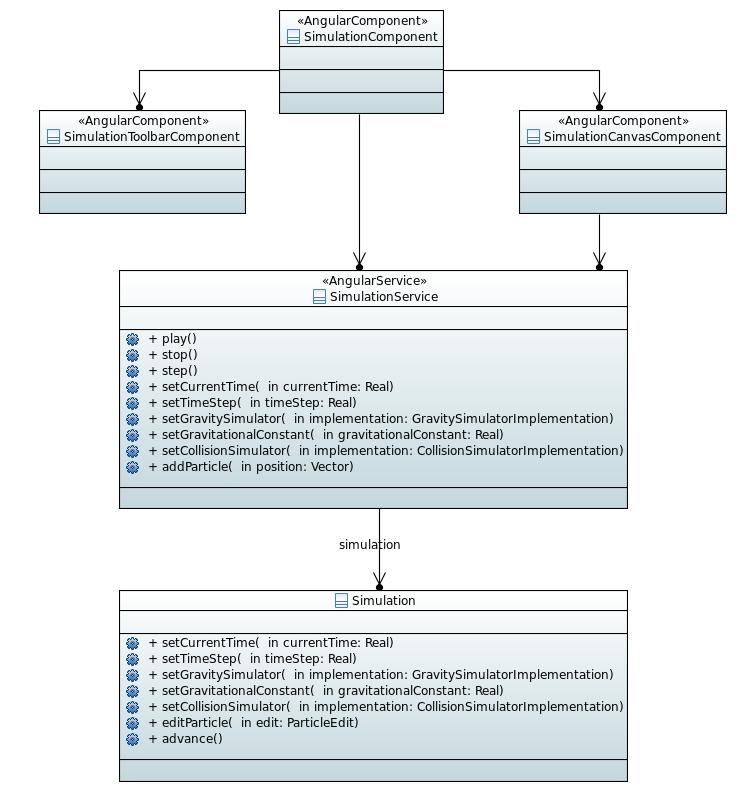 «AngularComponent»
SimulationComponent
«AngularComponent»
SimulationToolbarComponent
«AngularComponent»
SimulationCanvasComponent
«AngularService»
SimulationService
+ play()
+ stop()
+ step()
+ setCurrentTime(  in currentTime: Real)
+ setTimeStep(  in timeStep: Real)
+ setGravitySimulator(  in implementation: GravitySimulatorImplementation)
+ setGravitationalConstant(  in gravitationalConstant: Real)
+ setCollisionSimulator(  in implementation: CollisionSimulatorImplementation)
+ addParticle(  in position: Vector)
simulation
Simulation
+ setCurrentTime(  in currentTime: Real)
+ setTimeStep(  in timeStep: Real)
+ setGravitySimulator(  in implementation: GravitySimulatorImplementation)
+ setGravitationalConstant(  in gravitationalConstant: Real)
+ setCollisionSimulator(  in implementation: CollisionSimulatorImplementation)
+ editParticle(  in edit: ParticleEdit)
+ advance()